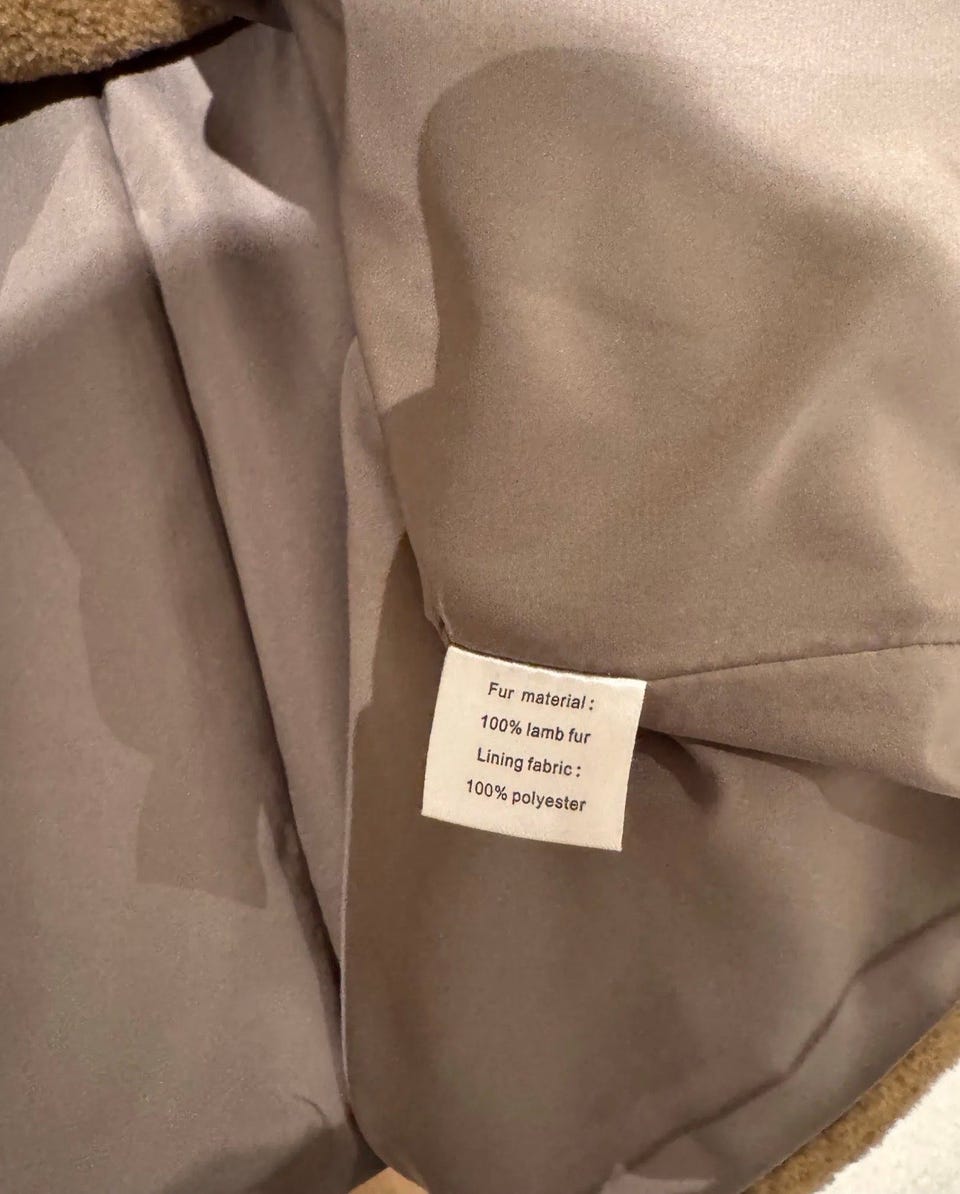 Fur material:
100% lamb fur
Lining fabric:
100% polyester